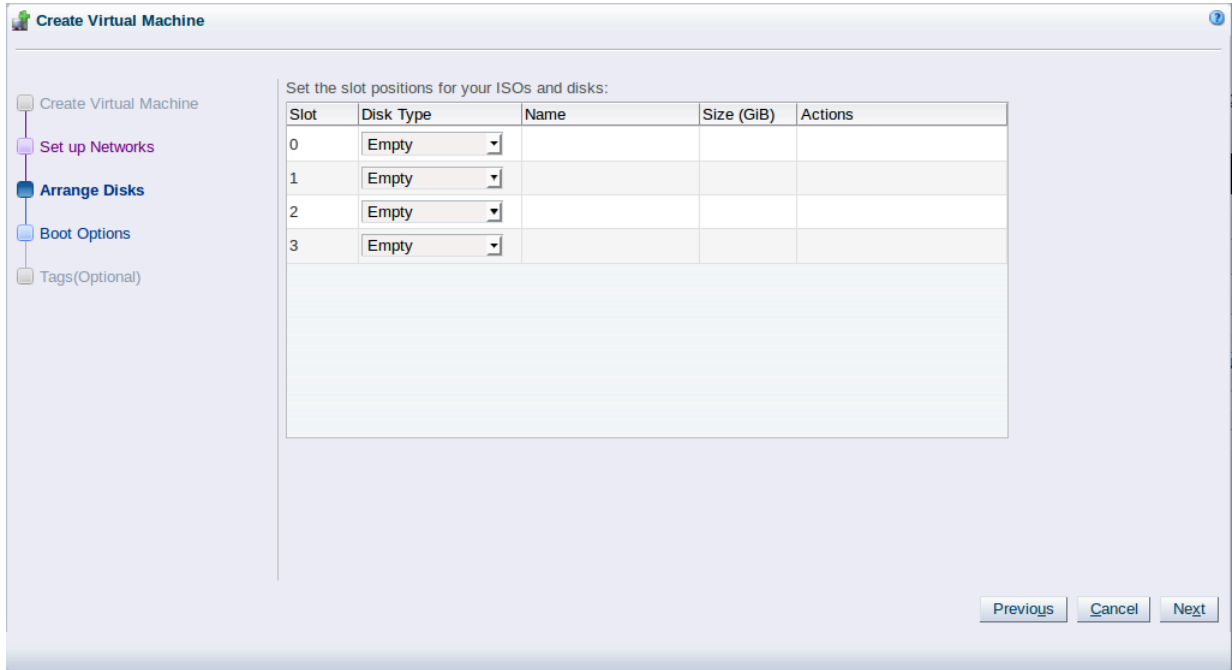 Create Virtual Machine
?
Create Virtual Machine
Set up Networks
Arrange Disks
Boot Options
Tags(Optional)
Set the slot positions for your ISOs and disks:
Slot Disk Type Name Size (GiB) Actions
0 Empty
1 Empty
2 Empty
3 Empty
Previous Cancel Next